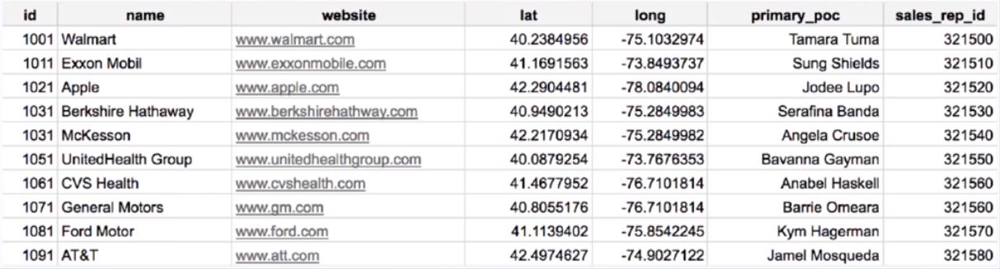 id name website lat long primary_poc sales_rep_id
1001 Walmart www.walmart.com 40.2384956 -75.1032974 Tamara Tuma 321500
1011 Exxon Mobil www.exxonmobile.com 41.1691563 -73.8493737 Sung Shields 321510
1021 Apple www.apple.com 42.2904481 -78.0840094 Jodee Lupo 321520
1031 Berkshire Hathaway www.berkshirehathway.com 40.9490213 -75.2849983 Serafina Banda 321530
1031 McKesson www.mckesson.com 42.2170934 -75.2849982 Angela Crusoe 321540
1051 UnitedHealth Group www.unitedhealthgroup.com 40.0879254 -73.7676353 Bavanna Gayman 321550
1061 CVS Health www.cvshealth.com 41.4677952 -76.7101814 Anabel Haskell 321560
1071 General Motors www.gm.com 40.8055176 -76.7101814 Barrie Omeara 321560
1081 Ford Motor www.ford.com 41.1139402 -75.8542245 Kym Hagerman 321570
1091 AT&T www.att.com 42.4974627 -74.9027122 Jamel Mosqueda 321580